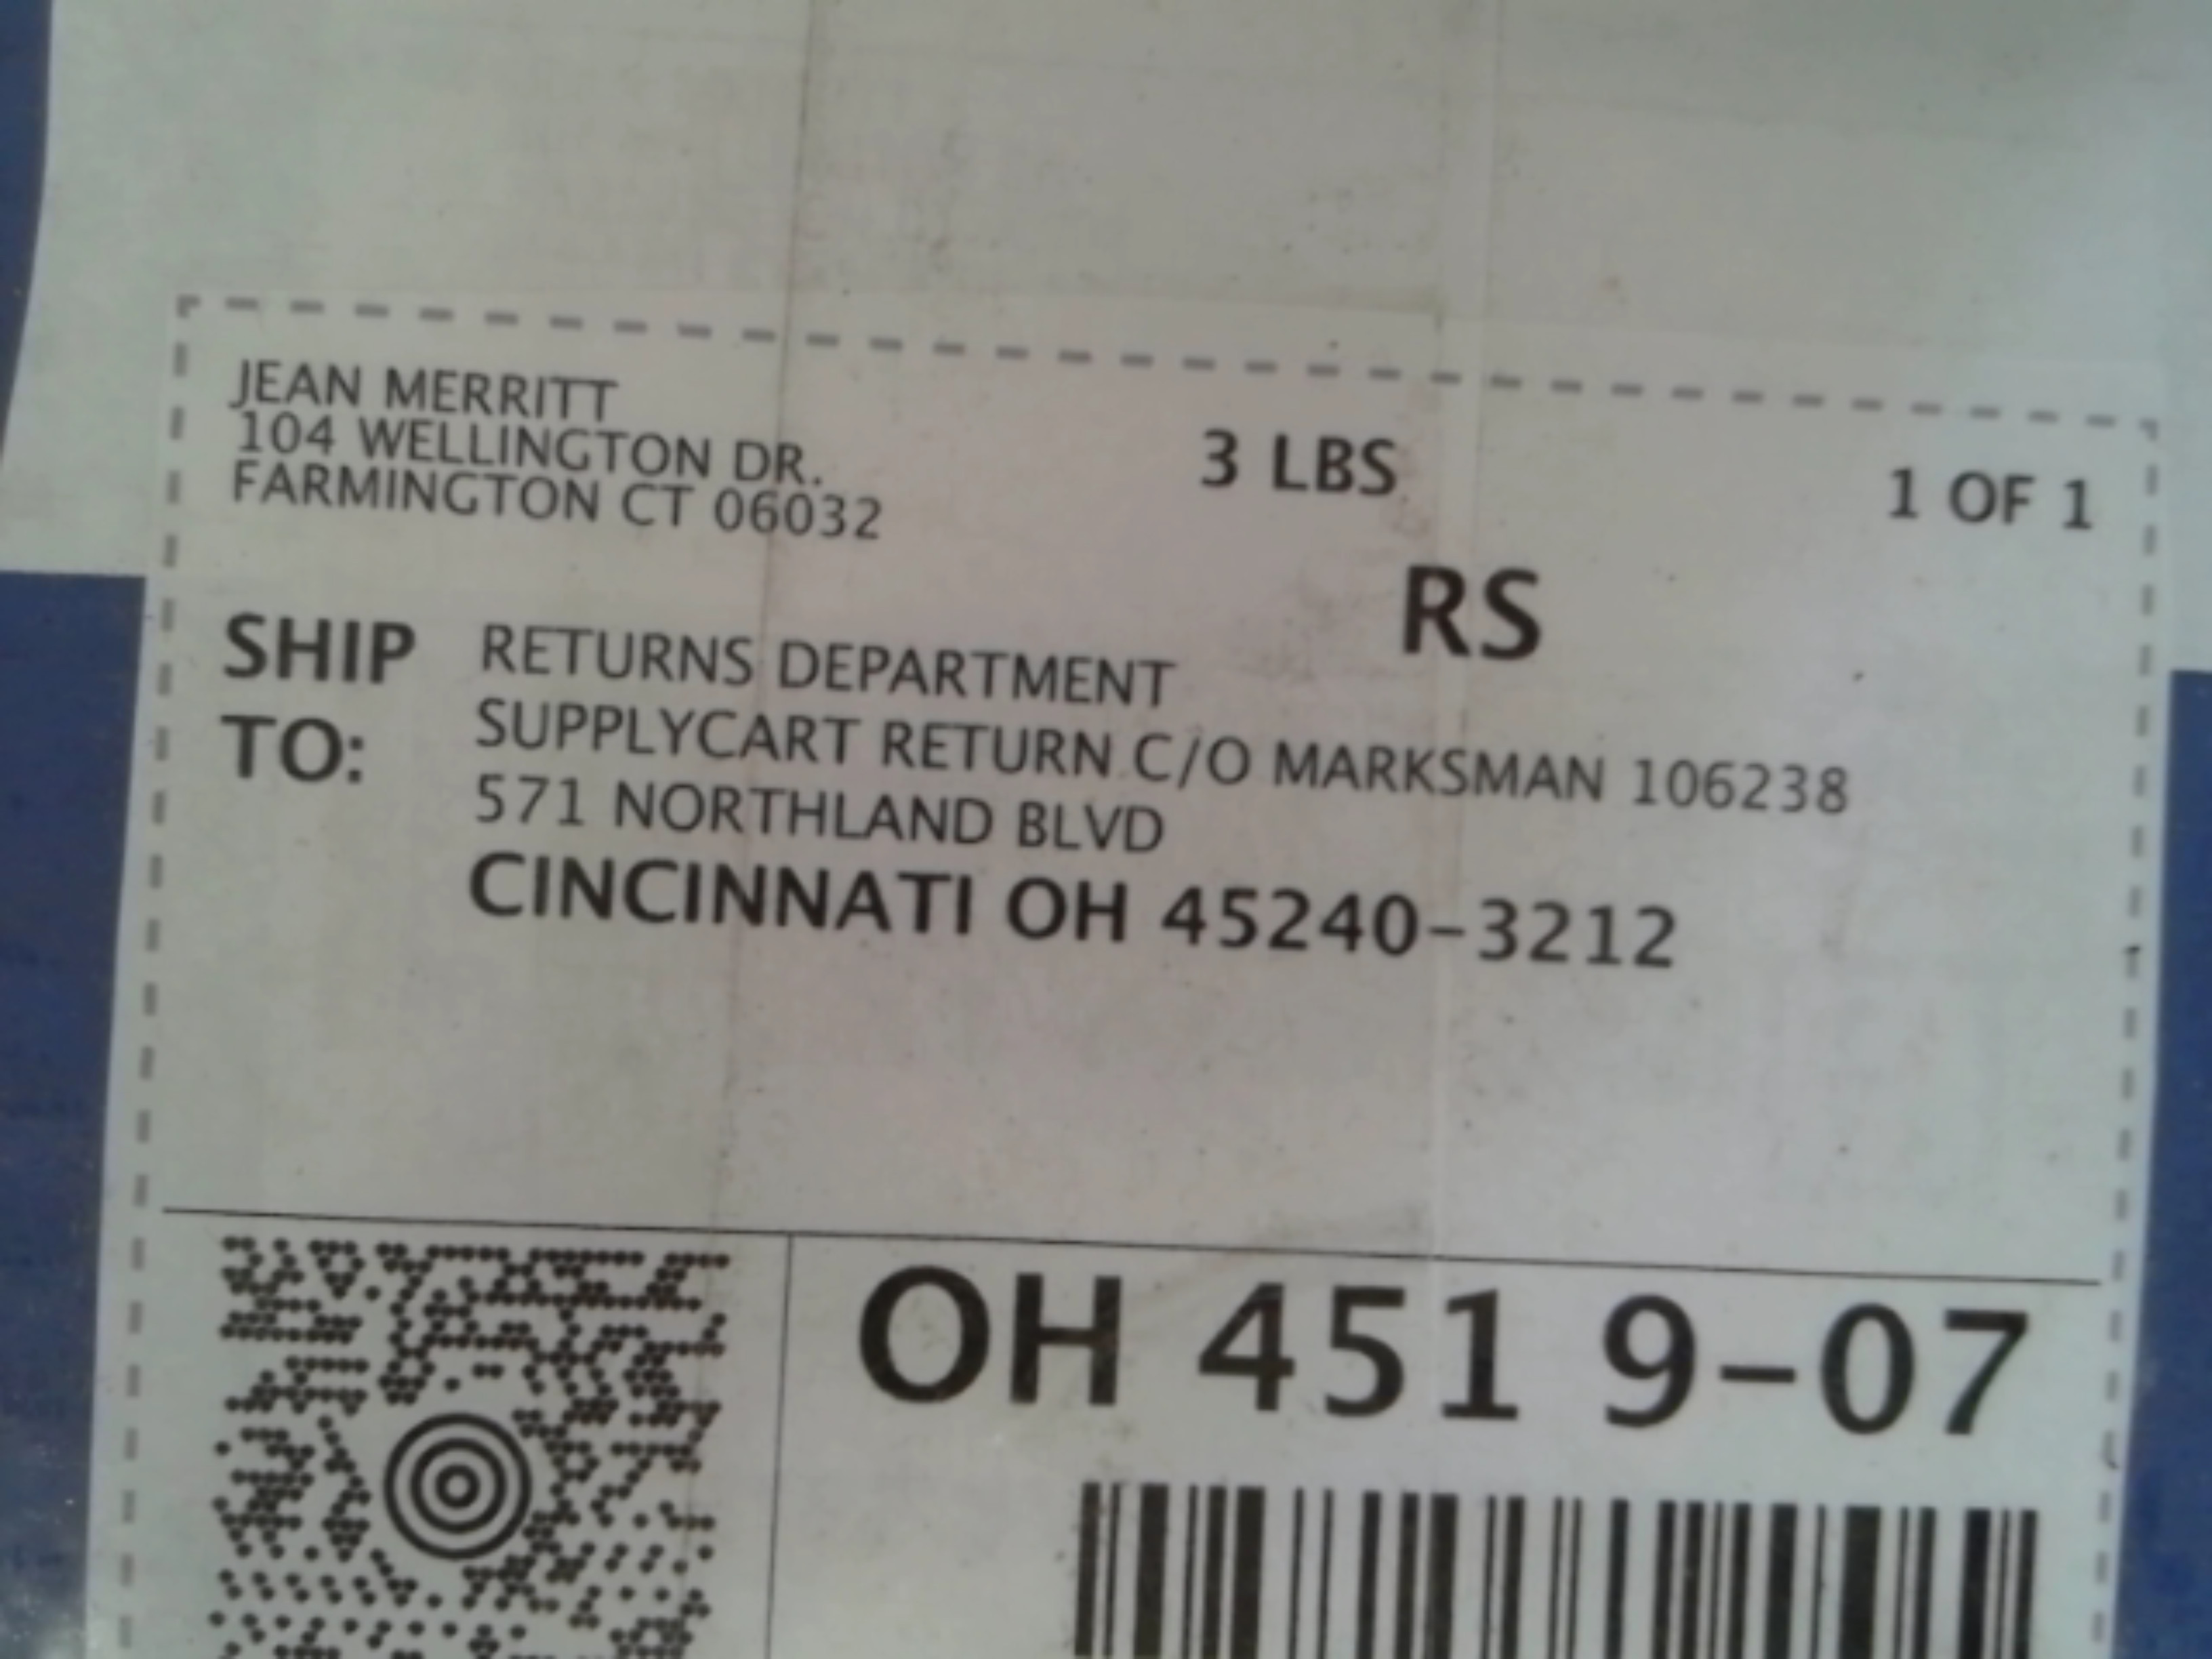 JEAN MERRITT
104 WELLINGTON DR.
FARMINGTON CT 06032
3 LBS
1 OF 1
RS
SHIP TO:
RETURNS DEPARTMENT
SUPPLYCART RETURN C/O MARKSMAN 106238
571 NORTHLAND BLVD
CINCINNATI OH 45240-3212
OH 451 9-07